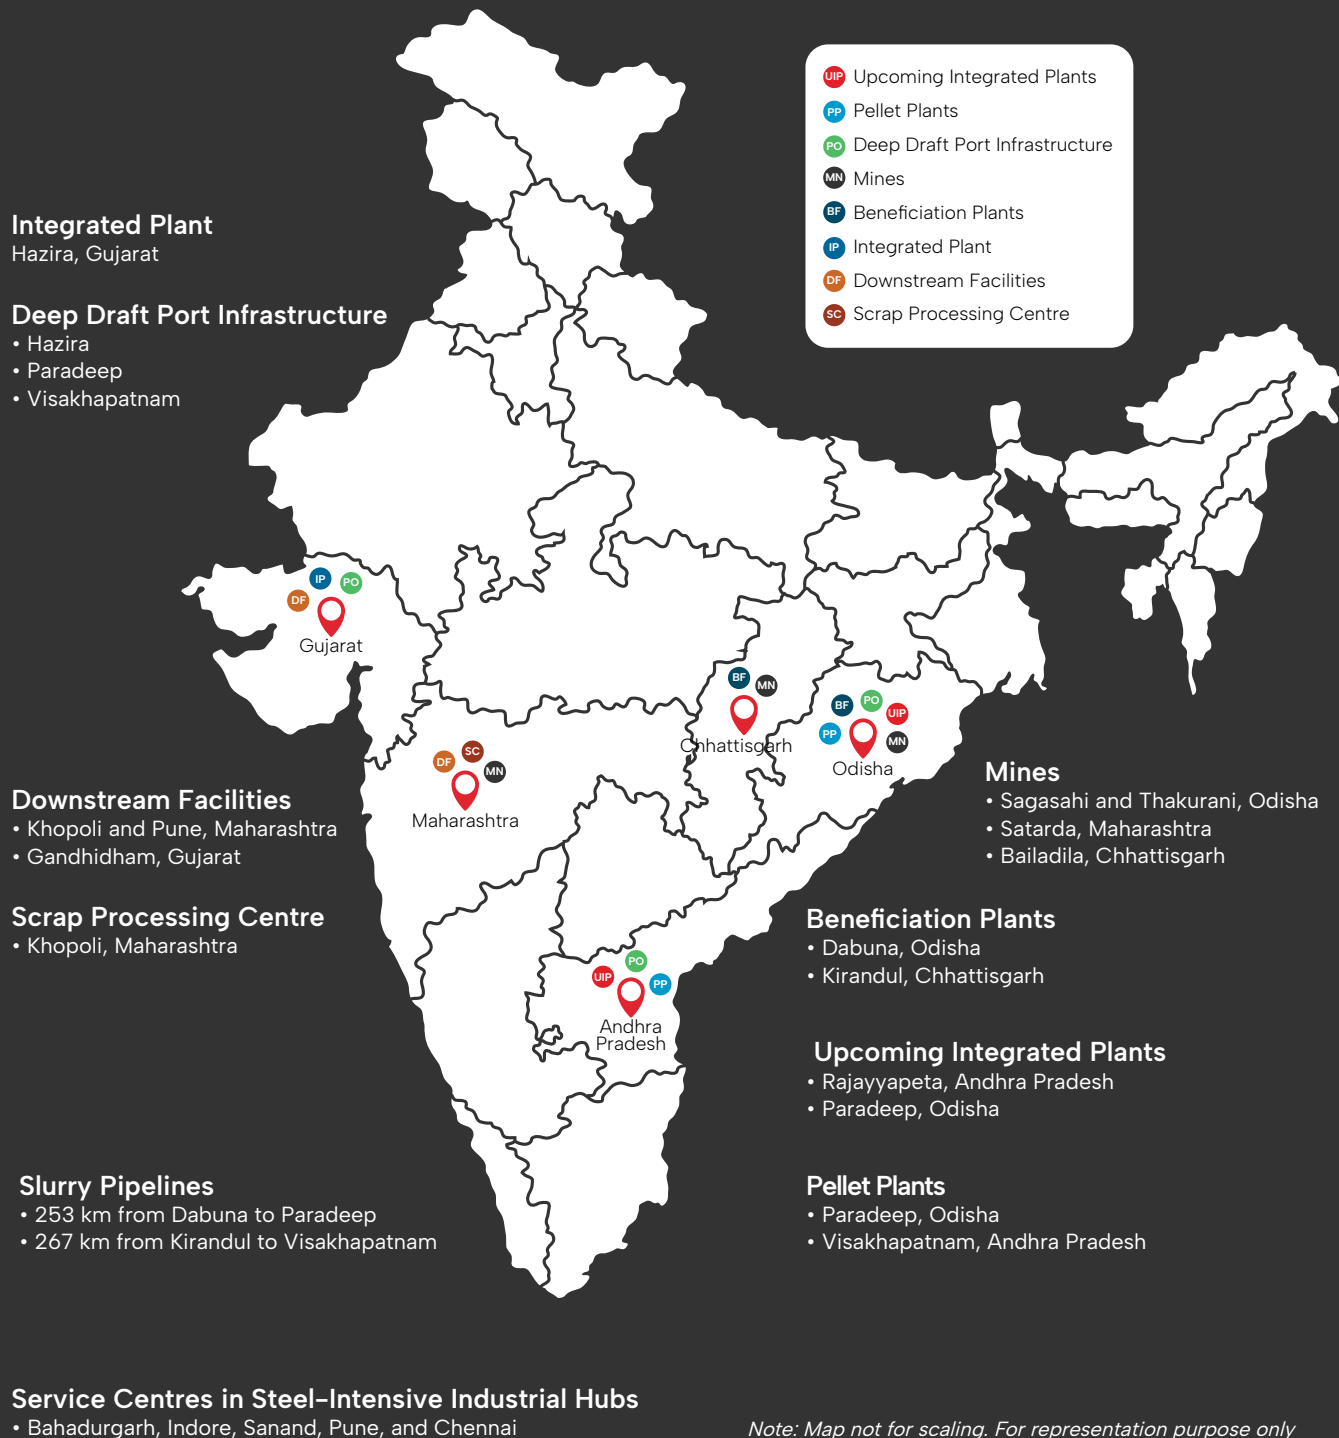 UIP Upcoming Integrated Plants
PP Pellet Plants
PO Deep Draft Port Infrastructure
MN Mines
BF Beneficiation Plants
IP Integrated Plant
DF Downstream Facilities
SC Scrap Processing Centre
Integrated Plant
Hazira, Gujarat
Deep Draft Port Infrastructure
• Hazira
• Paradeep
• Visakhapatnam
IP PO
DF
Gujarat
BF MN
Chhattisgarh
BF PO UIP
PP MN
Odisha
DF SC MN
Maharashtra
Downstream Facilities
• Khopoli and Pune, Maharashtra
• Gandhidham, Gujarat
Scrap Processing Centre
• Khopoli, Maharashtra
Mines
• Sagasahi and Thakurani, Odisha
• Satarda, Maharashtra
• Bailadila, Chhattisgarh
Beneficiation Plants
• Dabuna, Odisha
• Kirandul, Chhattisgarh
UIP PO PP
Andhra
Pradesh
Upcoming Integrated Plants
• Rajayyapeta, Andhra Pradesh
• Paradeep, Odisha
Slurry Pipelines
• 253 km from Dabuna to Paradeep
• 267 km from Kirandul to Visakhapatnam
Pellet Plants
• Paradeep, Odisha
• Visakhapatnam, Andhra Pradesh
Service Centres in Steel-Intensive Industrial Hubs
• Bahadurgarh, Indore, Sanand, Pune, and Chennai
Note: Map not for scaling. For representation purpose only